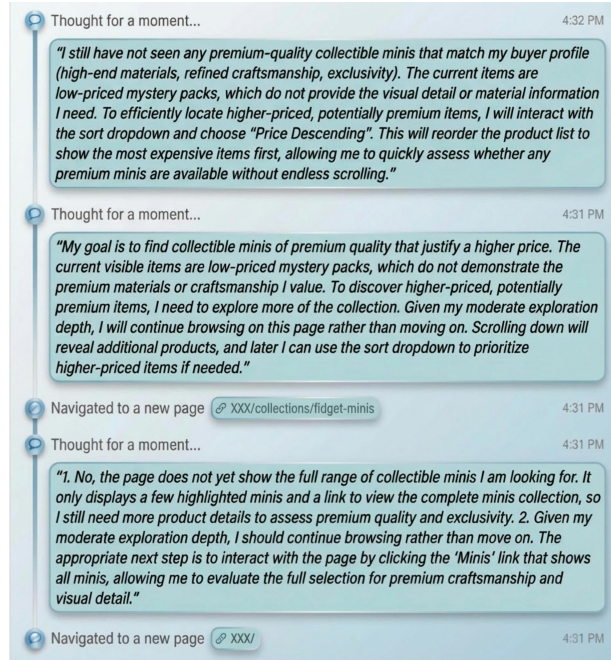 Thought for a moment... 4:32 PM
“I still have not seen any premium-quality collectible minis that match my buyer profile
(high-end materials, refined craftsmanship, exclusivity). The current items are
low-priced mystery packs, which do not provide the visual detail or material information
I need. To efficiently locate higher-priced, potentially premium items, I will interact with
the sort dropdown and choose “Price Descending”. This will reorder the product list to
show the most expensive items first, allowing me to quickly assess whether any
premium minis are available without endless scrolling.”
Thought for a moment... 4:31 PM
“My goal is to find collectible minis of premium quality that justify a higher price. The
current visible items are low-priced mystery packs, which do not demonstrate the
premium materials or craftsmanship I value. To discover higher-priced, potentially
premium items, I need to explore more of the collection. Given my moderate exploration
depth, I will continue browsing on this page rather than moving on. Scrolling down will
reveal additional products, and later I can use the sort dropdown to prioritize
higher-priced items if needed.”
Navigated to a new page XXX/collections/fidget-minis 4:31 PM
Thought for a moment... 4:31 PM
“1. No, the page does not yet show the full range of collectible minis I am looking for. It
only displays a few highlighted minis and a link to view the complete minis collection, so
I still need more product details to assess premium quality and exclusivity. 2. Given my
moderate exploration depth, I should continue browsing rather than move on. The
appropriate next step is to interact with the page by clicking the ‘Minis’ link that shows
all minis, allowing me to evaluate the full selection for premium craftsmanship and
visual detail.“
Navigated to a new page XXX/ 4:31 PM